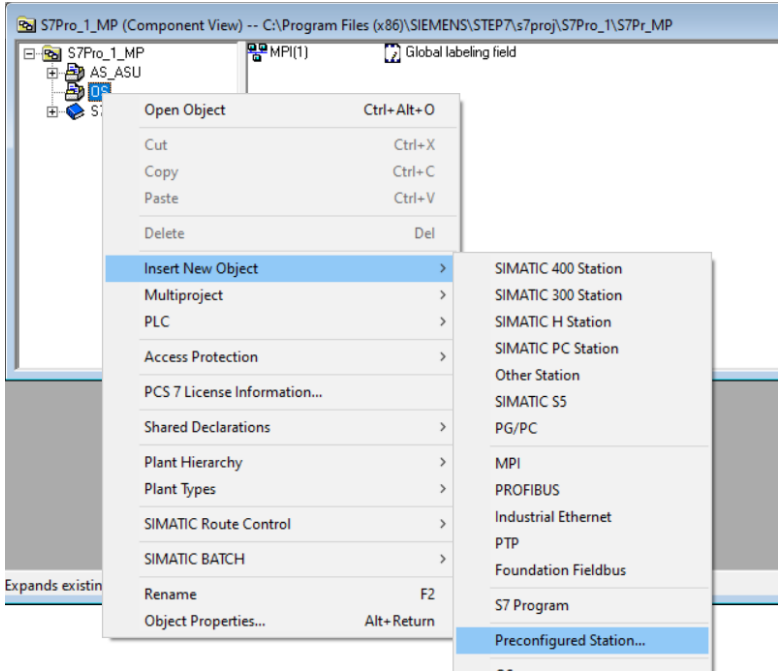 S7Pro_1_MP (Component View) -- C:\Program Files (x86)\SIEMENS\STEP7\s7proj\S7Pro_1\S7Pr_MP
S7Pro_1_MP
MPI(1)
Global labeling field
AS_ASU
OS
S7
Open Object Ctrl+Alt+O
Cut Ctrl+X
Copy Ctrl+C
Paste Ctrl+V
Delete Del
Insert New Object >
Multiproject >
PLC >
Access Protection >
PCS 7 License Information...
Shared Declarations >
Plant Hierarchy >
Plant Types >
SIMATIC Route Control >
SIMATIC BATCH >
Rename F2
Object Properties... Alt+Return
SIMATIC 400 Station
SIMATIC 300 Station
SIMATIC H Station
SIMATIC PC Station
Other Station
SIMATIC S5
PG/PC
MPI
PROFIBUS
Industrial Ethernet
PTP
Foundation Fieldbus
S7 Program
Preconfigured Station...
Expands existin